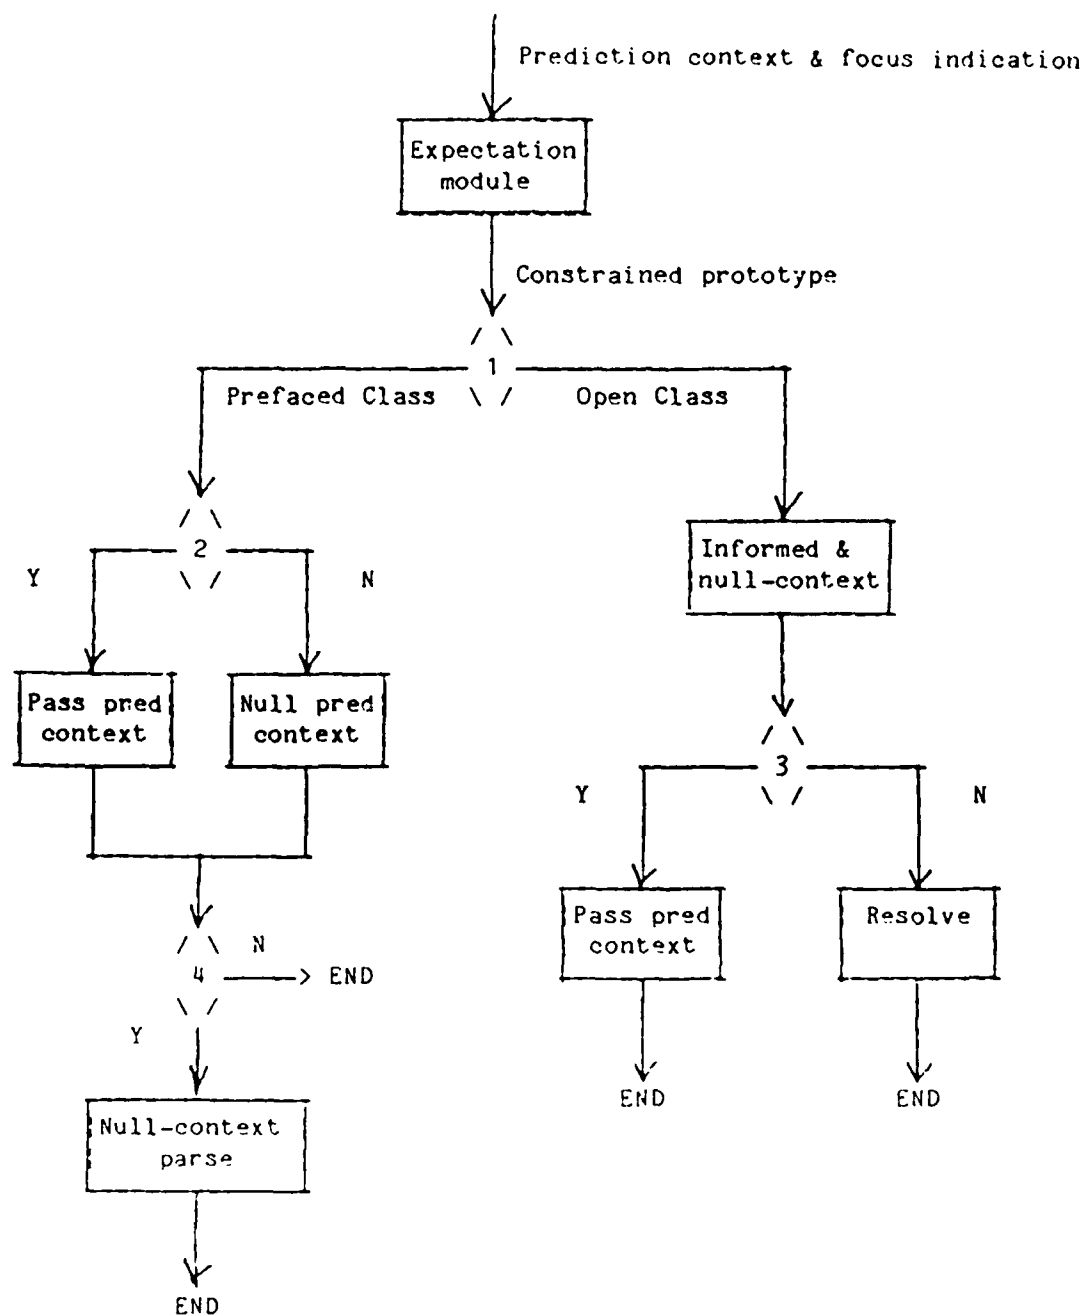 Prediction context & focus indication
Expectation
module
Constrained prototype
1
Prefaced Class
Open Class
2
Y
N
Informed &
null-context
Pass pred
context
Null pred
context
3
Y
N
Pass pred
context
Resolve
N
4
END
Y
END
END
Null-context
parse
END